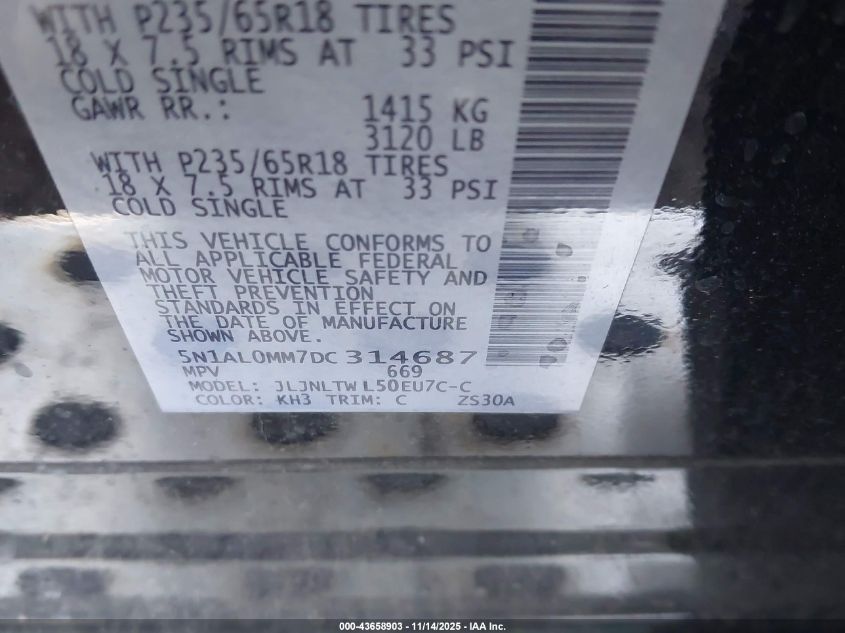 WITH P235/65R18 TIRES
18 X 7.5 RIMS AT 33 PSI
COLD SINGLE
GAWR RR.: 1415 KG
3120 LB
WITH P235/65R18 TIRES
18 X 7.5 RIMS AT 33 PSI
COLD SINGLE
THIS VEHICLE CONFORMS TO
ALL APPLICABLE FEDERAL
MOTOR VEHICLE SAFETY AND
THEFT PREVENTION
STANDARDS IN EFFECT ON
THE DATE OF MANUFACTURE
SHOWN ABOVE.
5N1AL0MM7DC314687
MPV 669
MODEL: JLJNLTW L50EU7C-C
COLOR: KH3 TRIM: C ZS30A
000-43658903 - 11/14/2025 - IAA Inc.